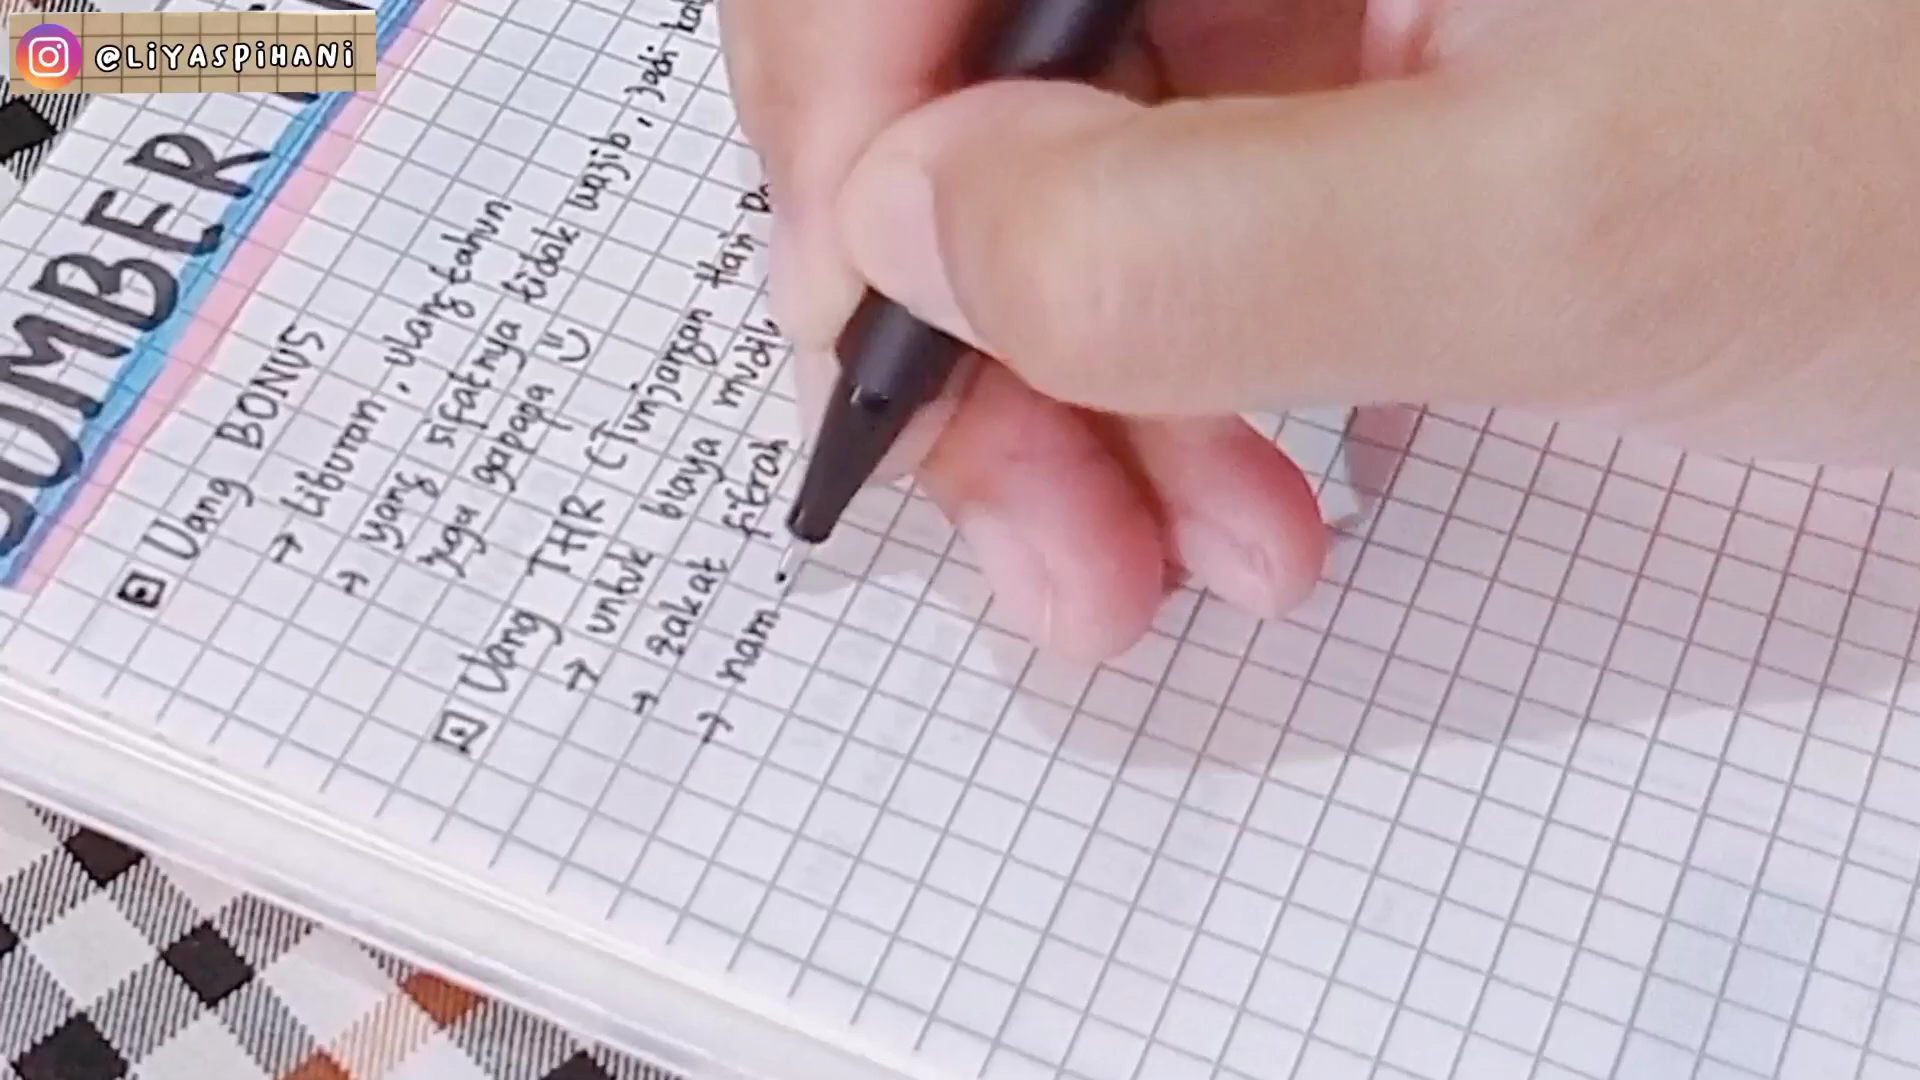 @LiYASPiHANi
SUMBER
Uang BONUS
→ Liburan, ulang tahun
→ yang sifatnya tidak wajib, jadi
juga gapapa
Uang THR (Tunjangan Hari
→ untuk biaya mudik
→ zakat fitrah
→ nam